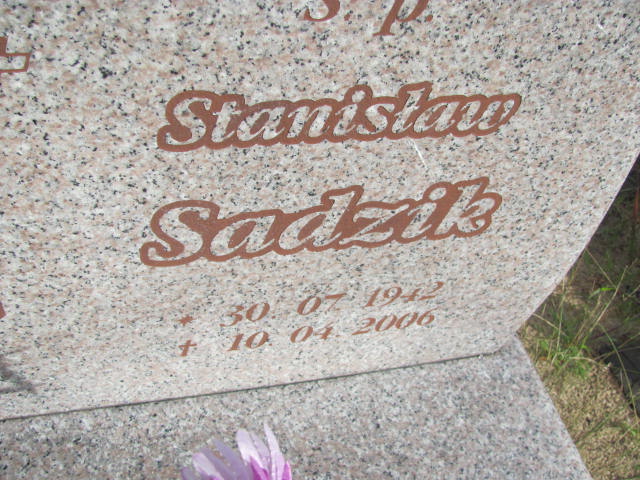 ś. p.
Stanisław
Sadzik
* 30. 07. 1942
† 10. 04. 2006